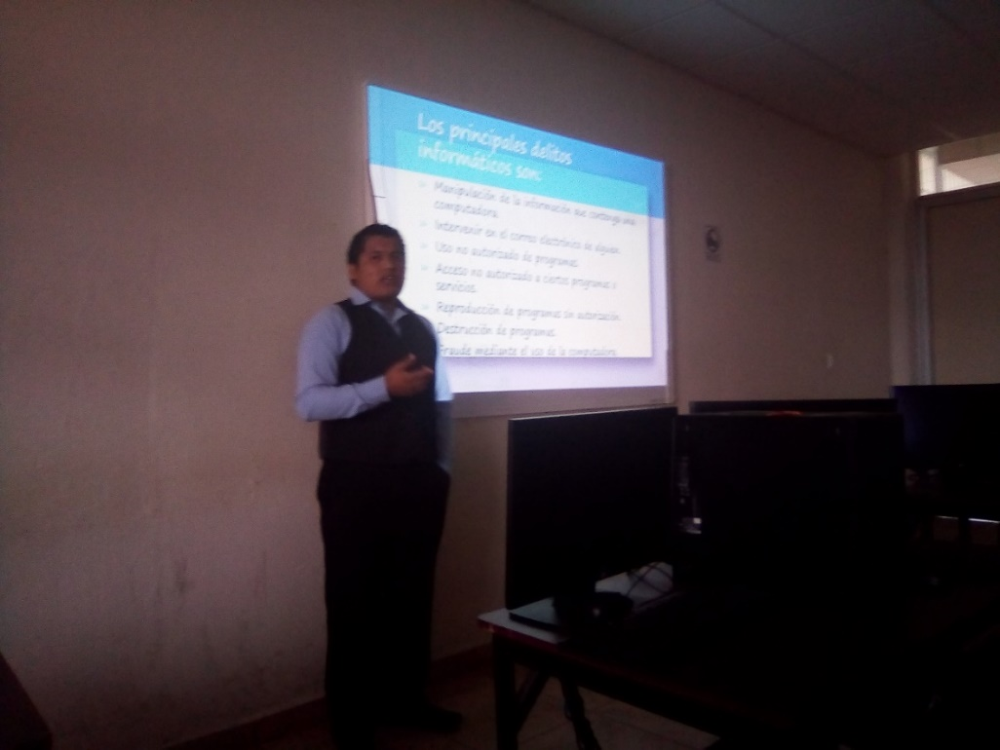 Los principales delitos
informáticos son:
Manipulación de la información que contenga una
computadora.
Intervenir en el correo electrónico de alguien.
Uso no autorizado de programas.
Acceso no autorizado a ciertos programas o
servicios.
Reproducción de programas sin autorización.
Destrucción de programas.
Fraude mediante el uso de la computadora.